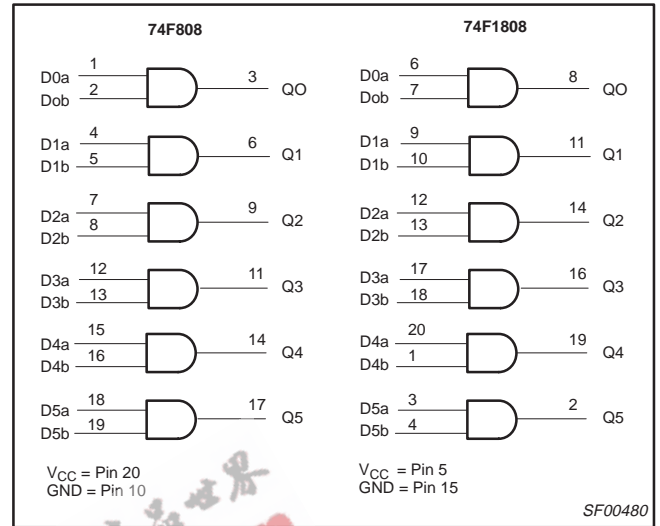 74F808
D0a 1
Dob 2
3 QO
D1a 4
D1b 5
6 Q1
D2a 7
D2b 8
9 Q2
D3a 12
D3b 13
11 Q3
D4a 15
D4b 16
14 Q4
D5a 18
D5b 19
17 Q5
VCC = Pin 20
GND = Pin 10
74F1808
D0a 6
Dob 7
8 QO
D1a 9
D1b 10
11 Q1
D2a 12
D2b 13
14 Q2
D3a 17
D3b 18
16 Q3
D4a 20
D4b 1
19 Q4
D5a 3
D5b 4
2 Q5
VCC = Pin 5
GND = Pin 15
SF00480